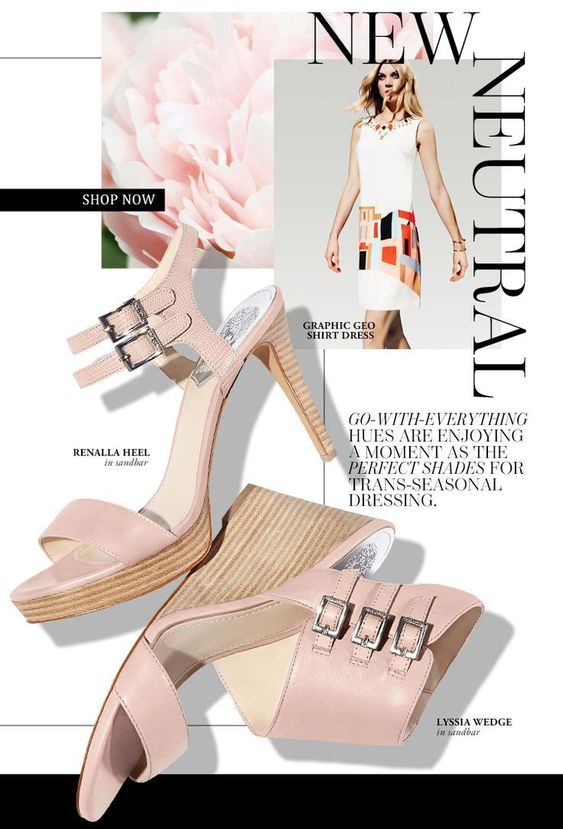 NEW
NEUTRAL
SHOP NOW
GRAPHIC GEO
SHIRT DRESS
GO-WITH-EVERYTHING
HUES ARE ENJOYING
A MOMENT AS THE
PERFECT SHADES FOR
TRANS-SEASONAL
DRESSING.
RENALLA HEEL
in sandbar
LYSSIA WEDGE
in sandbar